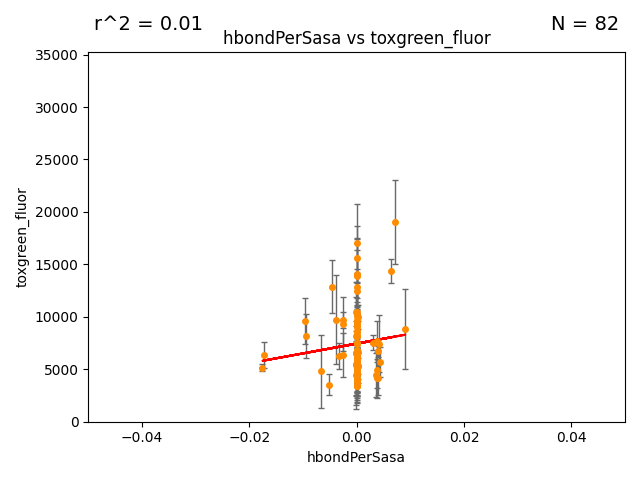 r^2 = 0.01
N = 82
hbondPerSasa vs toxgreen_fluor
35000
30000
25000
20000
15000
10000
5000
0
toxgreen_fluor
−0.04
−0.02
0.00
0.02
0.04
hbondPerSasa